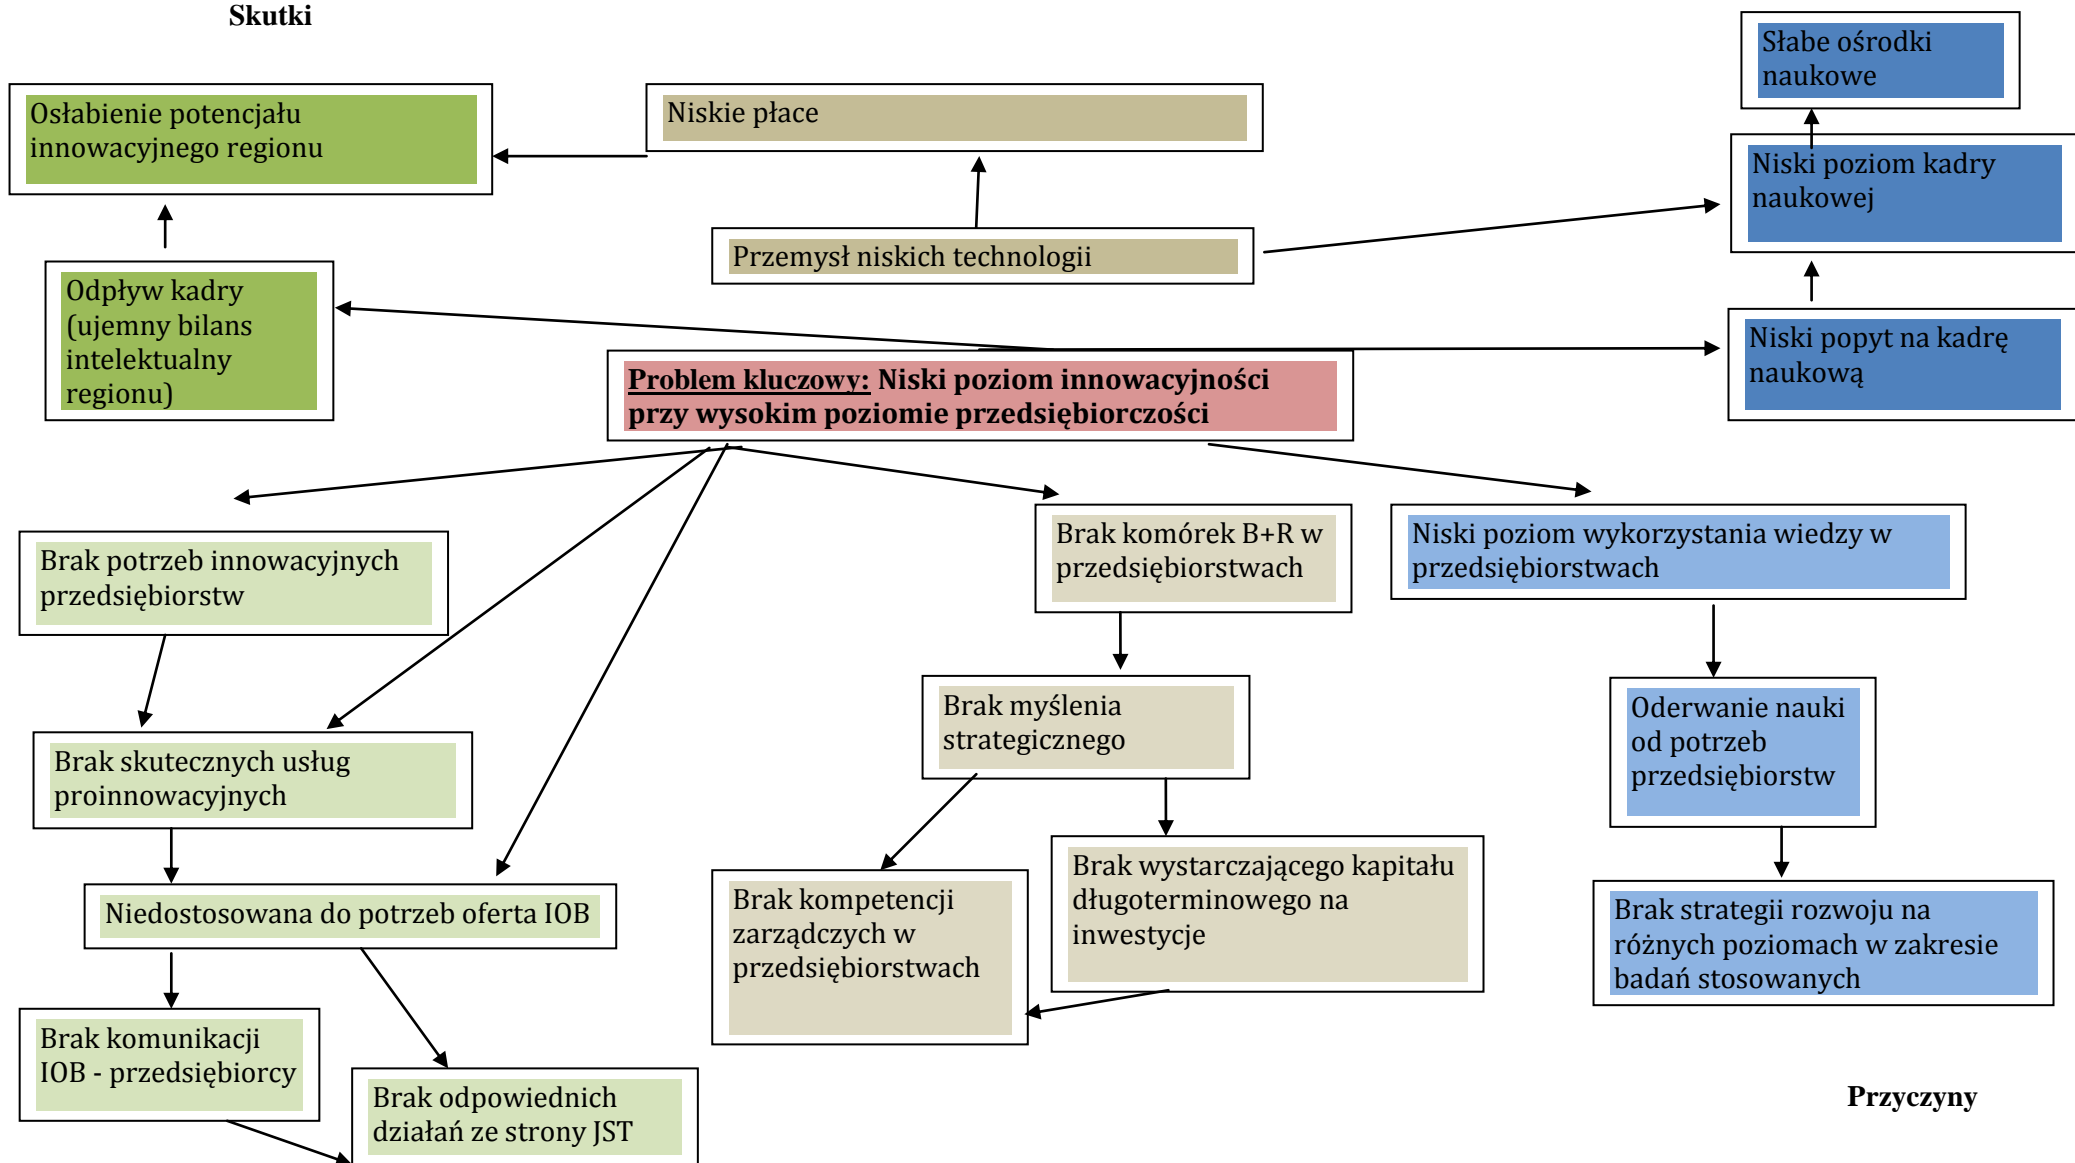 Skutki
Słabe ośrodki
naukowe
Osłabienie potencjału
innowacyjnego regionu
Niskie płace
Niski poziom kadry
naukowej
Przemysł niskich technologii
Odpływ kadry
(ujemny bilans
intelektualny
regionu)
Niski popyt na kadrę
naukową
Problem kluczowy: Niski poziom innowacyjności
przy wysokim poziomie przedsiębiorczości
Brak potrzeb innowacyjnych
przedsiębiorstw
Brak komórek B+R w
przedsiębiorstwach
Niski poziom wykorzystania wiedzy w
przedsiębiorstwach
Brak skutecznych usług
proinnowacyjnych
Brak myślenia
strategicznego
Oderwanie nauki
od potrzeb
przedsiębiorstw
Niedostosowana do potrzeb oferta IOB
Brak kompetencji
zarządczych w
przedsiębiorstwach
Brak wystarczającego kapitału
długoterminowego na
inwestycje
Brak strategii rozwoju na
różnych poziomach w zakresie
badań stosowanych
Brak komunikacji
IOB - przedsiębiorcy
Brak odpowiednich
działań ze strony JST
Przyczyny